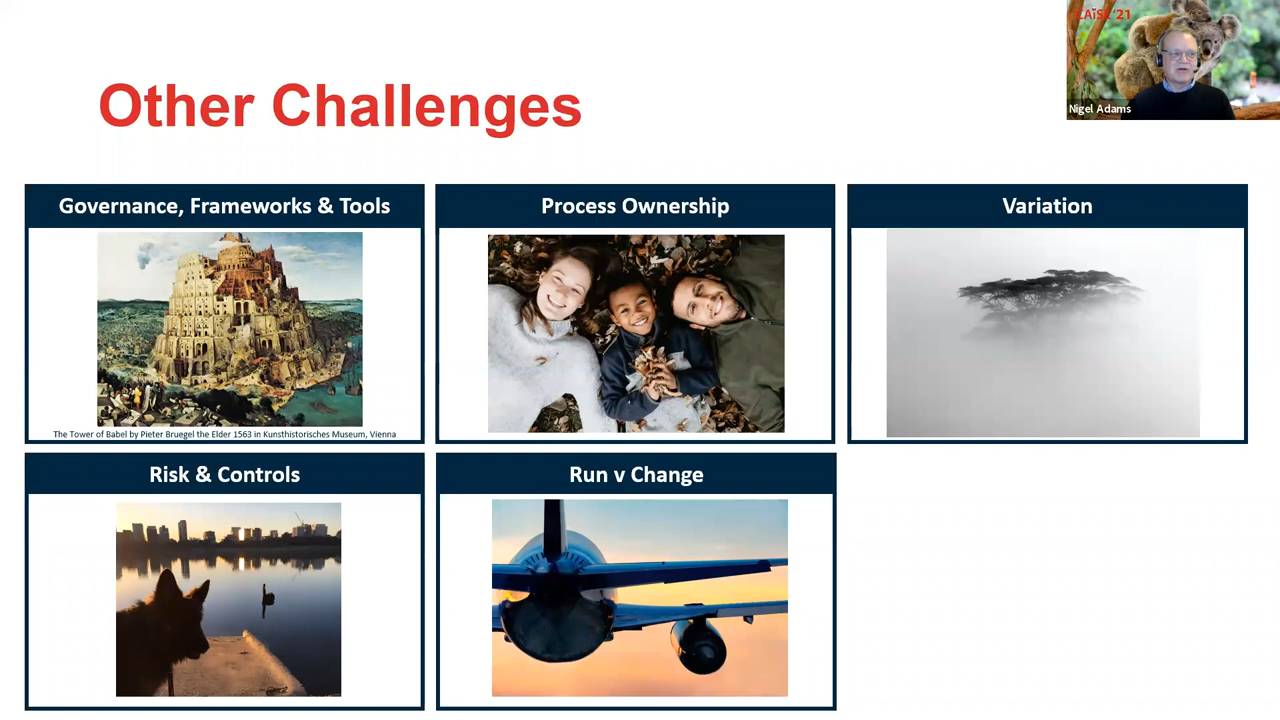 CAiSE '21
Nigel Adams
Other Challenges
Governance, Frameworks & Tools
Process Ownership
Variation
The Tower of Babel by Pieter Bruegel the Elder 1563 in Kunsthistorisches Museum, Vienna
Risk & Controls
Run v Change